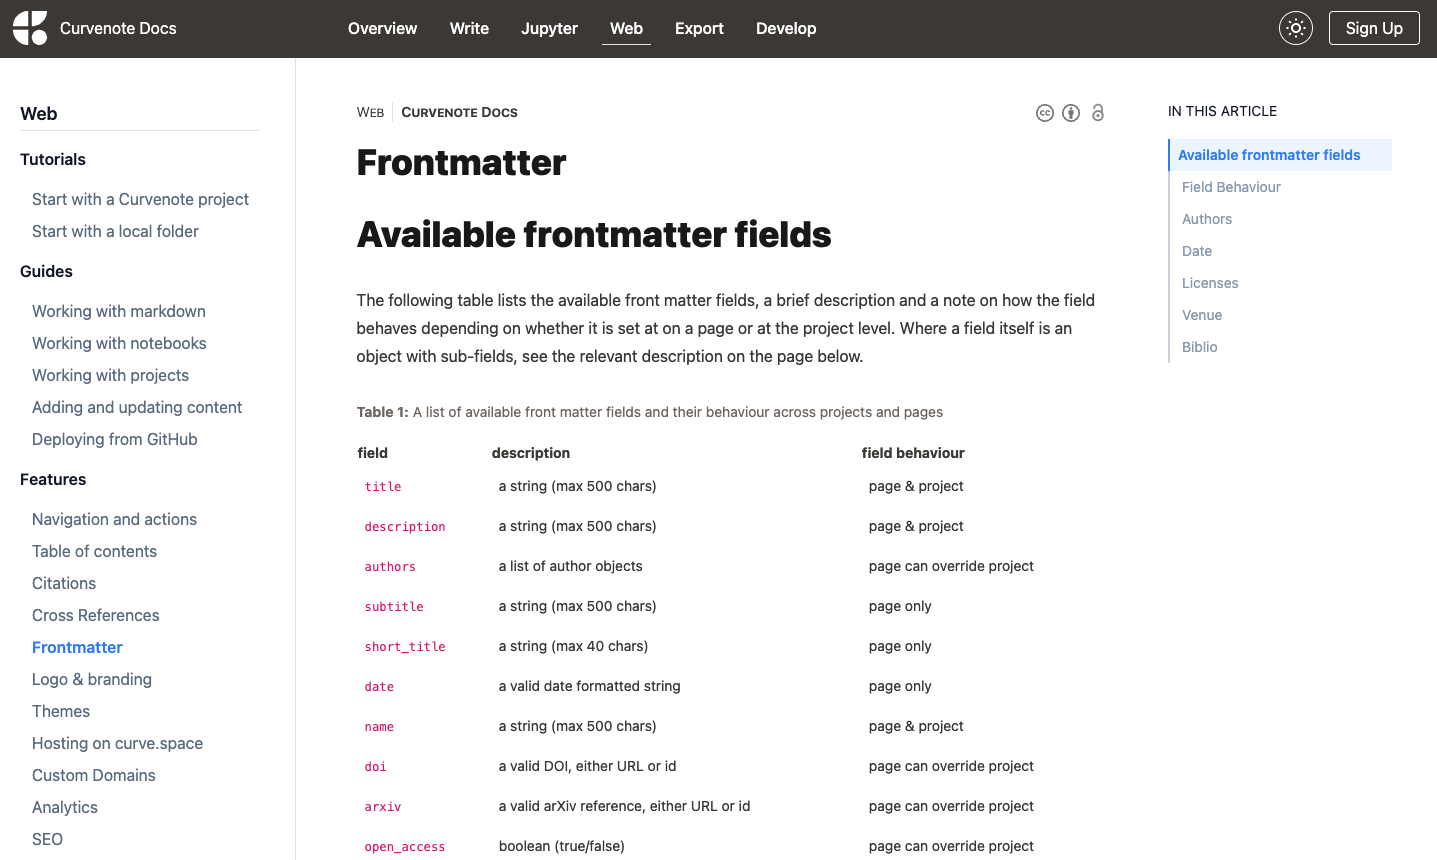 Curvenote Docs
Overview
Write
Jupyter
Web
Export
Develop
Sign Up
Web
Tutorials
Start with a Curvenote project
Start with a local folder
Guides
Working with markdown
Working with notebooks
Working with projects
Adding and updating content
Deploying from GitHub
Features
Navigation and actions
Table of contents
Citations
Cross References
Frontmatter
Logo & branding
Themes
Hosting on curve.space
Custom Domains
Analytics
SEO
Web Curvenote Docs
cc
Frontmatter
Available frontmatter fields
The following table lists the available front matter fields, a brief description and a note on how the field
behaves depending on whether it is set at on a page or at the project level. Where a field itself is an
object with sub-fields, see the relevant description on the page below.
Table 1: A list of available front matter fields and their behaviour across projects and pages
field description field behaviour
title a string (max 500 chars) page & project
description a string (max 500 chars) page & project
authors a list of author objects page can override project
subtitle a string (max 500 chars) page only
short_title a string (max 40 chars) page only
date a valid date formatted string page only
name a string (max 500 chars) page & project
doi a valid DOI, either URL or id page can override project
arxiv a valid arXiv reference, either URL or id page can override project
open_access boolean (true/false) page can override project
IN THIS ARTICLE
Available frontmatter fields
Field Behaviour
Authors
Date
Licenses
Venue
Biblio